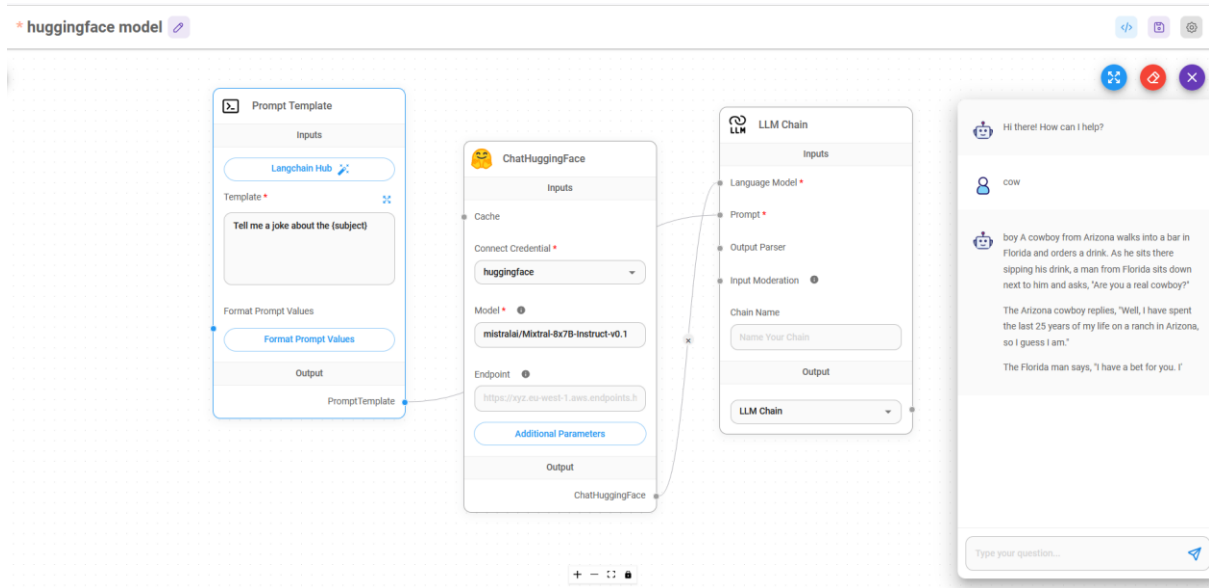 * huggingface model
Prompt Template
Inputs
Langchain Hub
Template *
Tell me a joke about the {subject}
Format Prompt Values
Format Prompt Values
Output
PromptTemplate
ChatHuggingFace
Inputs
Cache
Connect Credential *
huggingface
Model *
mistralai/Mixtral-8x7B-Instruct-v0.1
Endpoint
https://xyz.eu-west-1.aws.endpoints.h
Additional Parameters
Output
ChatHuggingFace
LLM
LLM Chain
Inputs
Language Model *
Prompt *
Output Parser
Input Moderation
Chain Name
Name Your Chain
Output
LLM Chain
Hi there! How can I help?
cow
boy A cowboy from Arizona walks into a bar in
Florida and orders a drink. As he sits there
sipping his drink, a man from Florida sits down
next to him and asks, "Are you a real cowboy?"
The Arizona cowboy replies, "Well, I have spent
the last 25 years of my life on a ranch in Arizona,
so I guess I am."
The Florida man says, "I have a bet for you. I'
Type your question...